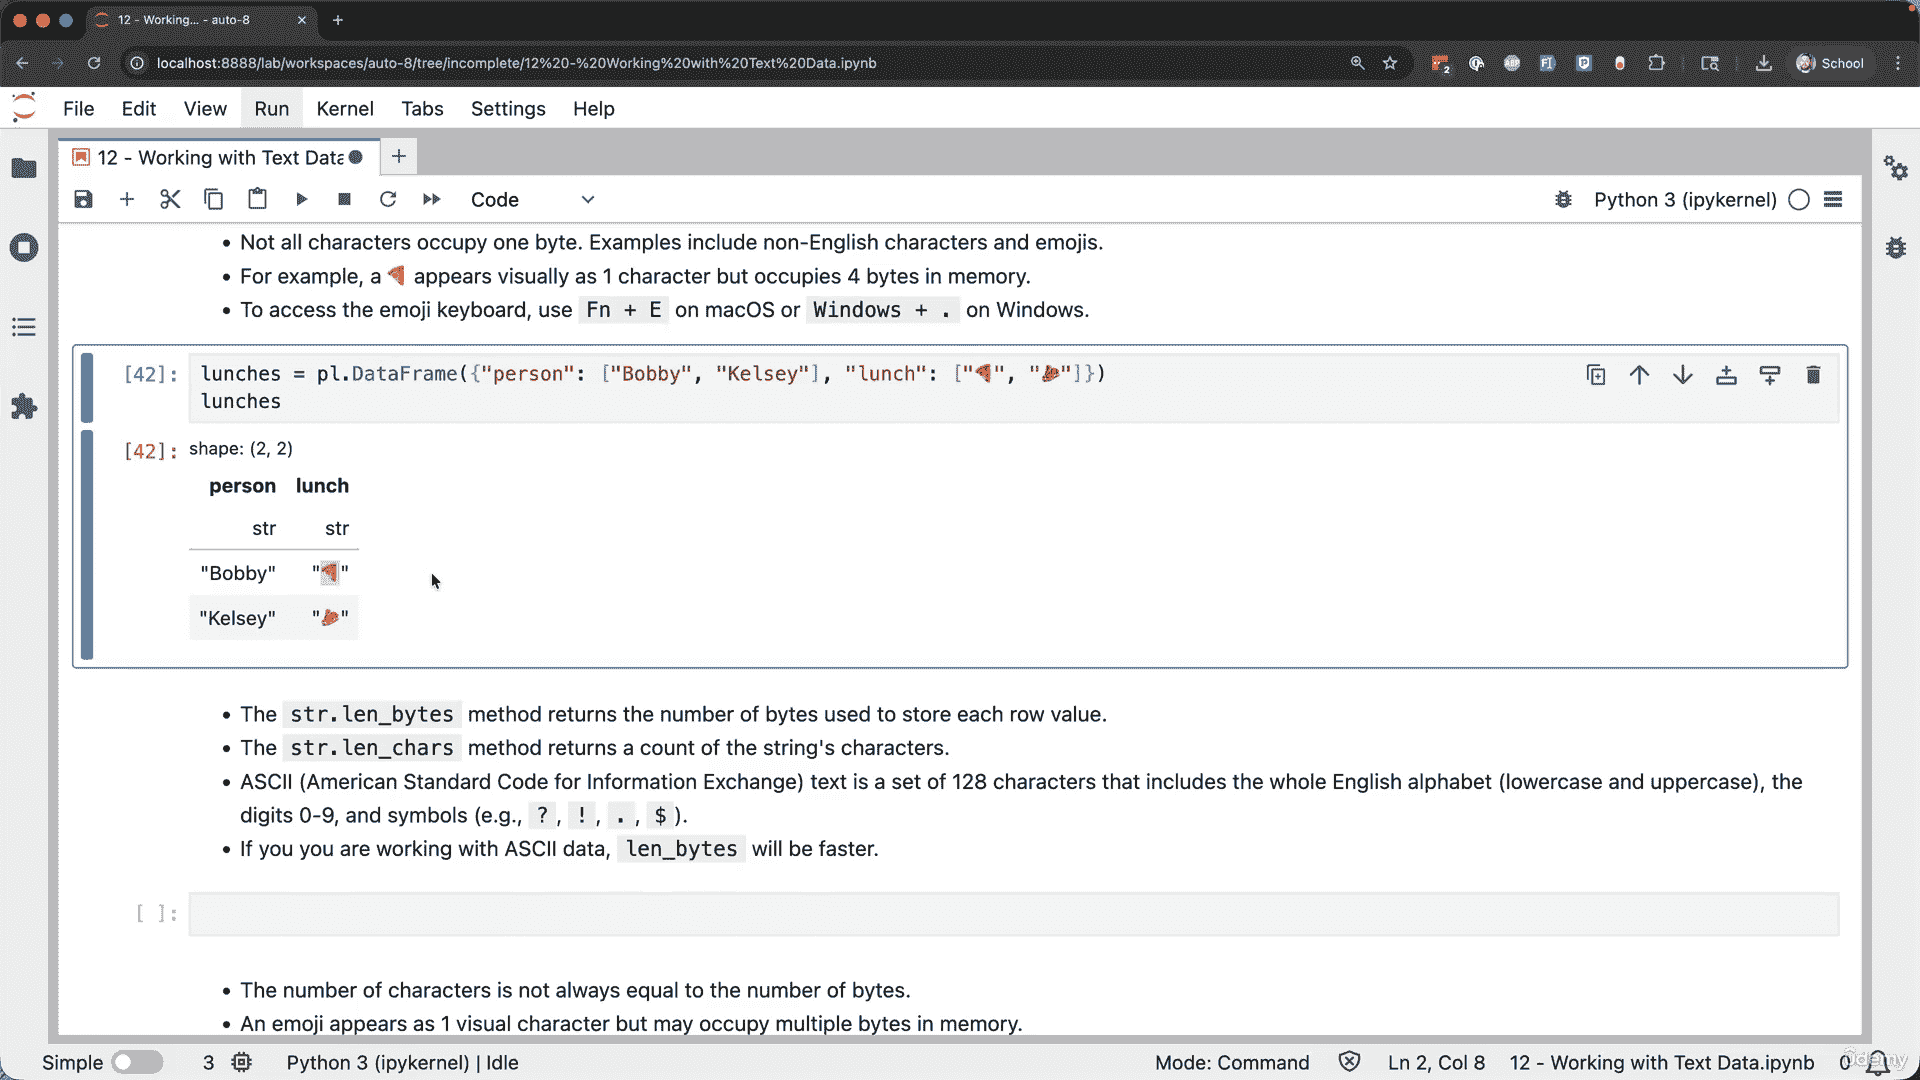 12 - Working... - auto-8
localhost:8888/lab/workspaces/auto-8/tree/incomplete/12%20-%20Working%20with%20Text%20Data.ipynb
2
ABP
School
File Edit View Run Kernel Tabs Settings Help
12 - Working with Text Data
Code
Python 3 (ipykernel)
• Not all characters occupy one byte. Examples include non-English characters and emojis.
• For example, a 🍕 appears visually as 1 character but occupies 4 bytes in memory.
• To access the emoji keyboard, use Fn + E on macOS or Windows + . on Windows.
[42]: lunches = pl.DataFrame({"person": ["Bobby", "Kelsey"], "lunch": ["🍕", "🥩"]})
lunches
[42]: shape: (2, 2)
person lunch
str str
"Bobby" "🍕"
"Kelsey" "🥩"
• The str.len_bytes method returns the number of bytes used to store each row value.
• The str.len_chars method returns a count of the string's characters.
• ASCII (American Standard Code for Information Exchange) text is a set of 128 characters that includes the whole English alphabet (lowercase and uppercase), the
digits 0-9, and symbols (e.g., ?, !, ., $).
• If you you are working with ASCII data, len_bytes will be faster.
[ ]:
• The number of characters is not always equal to the number of bytes.
• An emoji appears as 1 visual character but may occupy multiple bytes in memory.
Simple 3 Python 3 (ipykernel) | Idle Mode: Command Ln 2, Col 8 12 - Working with Text Data.ipynb 0
udemy